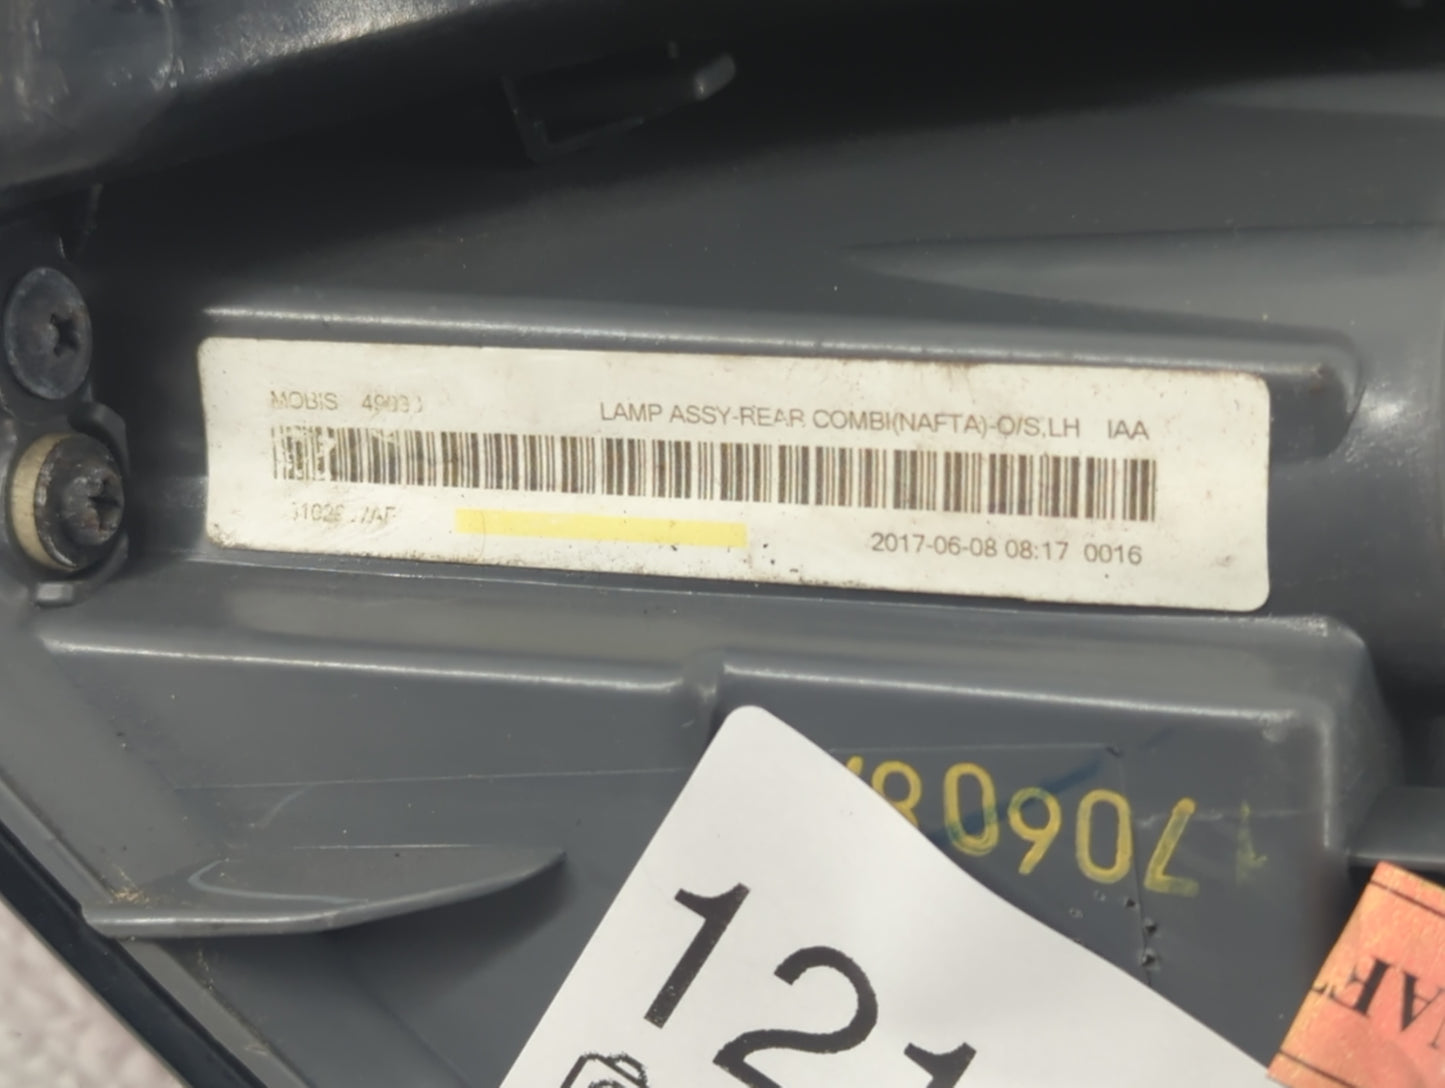 MOBIS
LAMP ASSY-REAR COMBI(NAFTA)-O/S,LH IAA
2017-06-08 08:17 0016
170608
121